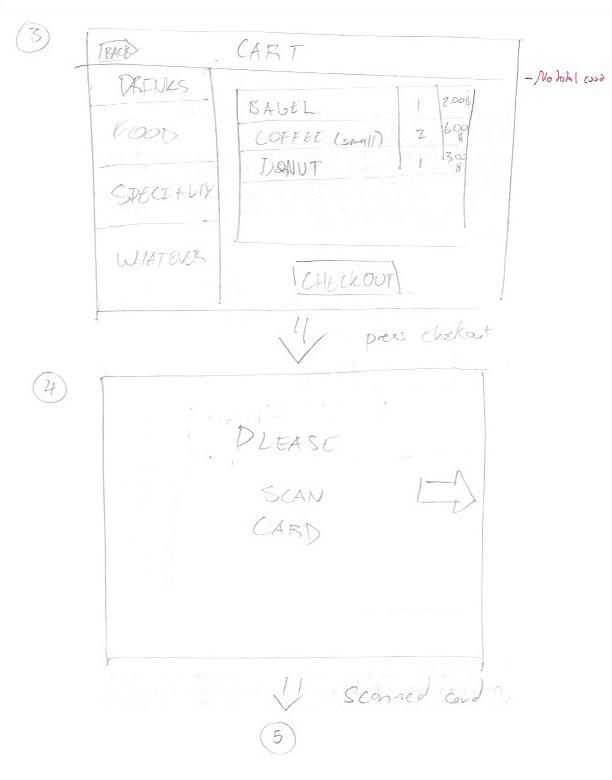 3
BACK
CART
- No total cost
DRINKS
FOOD
SPECIALTY
WHATEVER
BAGEL 1 2.00$
COFFEE (small) 2 6.00$
DONUT 1 3.00$
CHECKOUT
press checkout
4
PLEASE
SCAN
CARD
Scanned card
5